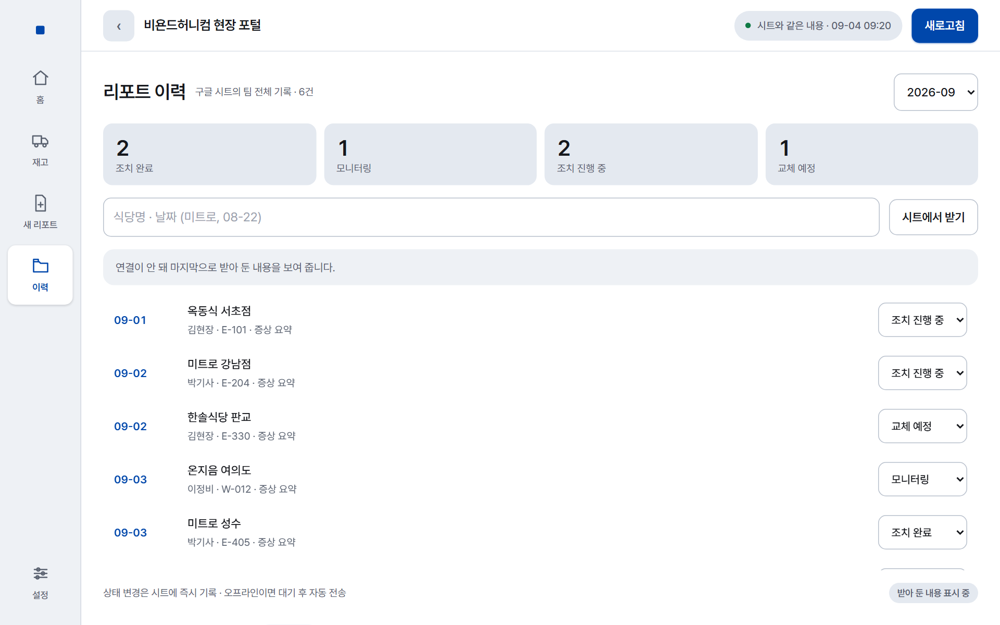 비욘드허니컴 현장 포털
시트와 같은 내용 · 09-04 09:20
새로고침
홈
재고
새 리포트
이력
설정
리포트 이력
구글 시트의 팀 전체 기록 · 6건
2026-09
2
조치 완료
1
모니터링
2
조치 진행 중
1
교체 예정
식당명 · 날짜 (미트로, 08-22)
시트에서 받기
연결이 안 돼 마지막으로 받아 둔 내용을 보여 줍니다.
09-01
옥동식 서초점
김현장 · E-101 · 증상 요약
조치 진행 중
09-02
미트로 강남점
박기사 · E-204 · 증상 요약
조치 진행 중
09-02
한솔식당 판교
김현장 · E-330 · 증상 요약
교체 예정
09-03
온지음 여의도
이정비 · W-012 · 증상 요약
모니터링
09-03
미트로 성수
박기사 · E-405 · 증상 요약
조치 완료
상태 변경은 시트에 즉시 기록 · 오프라인이면 대기 후 자동 전송
받아 둔 내용 표시 중